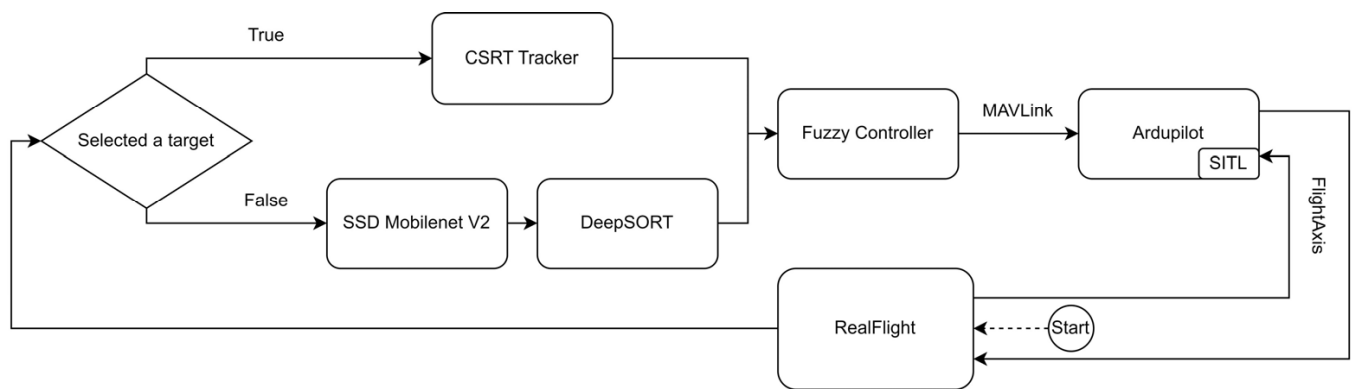 True
CSRT Tracker
Selected a target
Fuzzy Controller
MAVLink
Ardupilot
SITL
False
SSD Mobilenet V2
DeepSORT
FlightAxis
RealFlight
Start